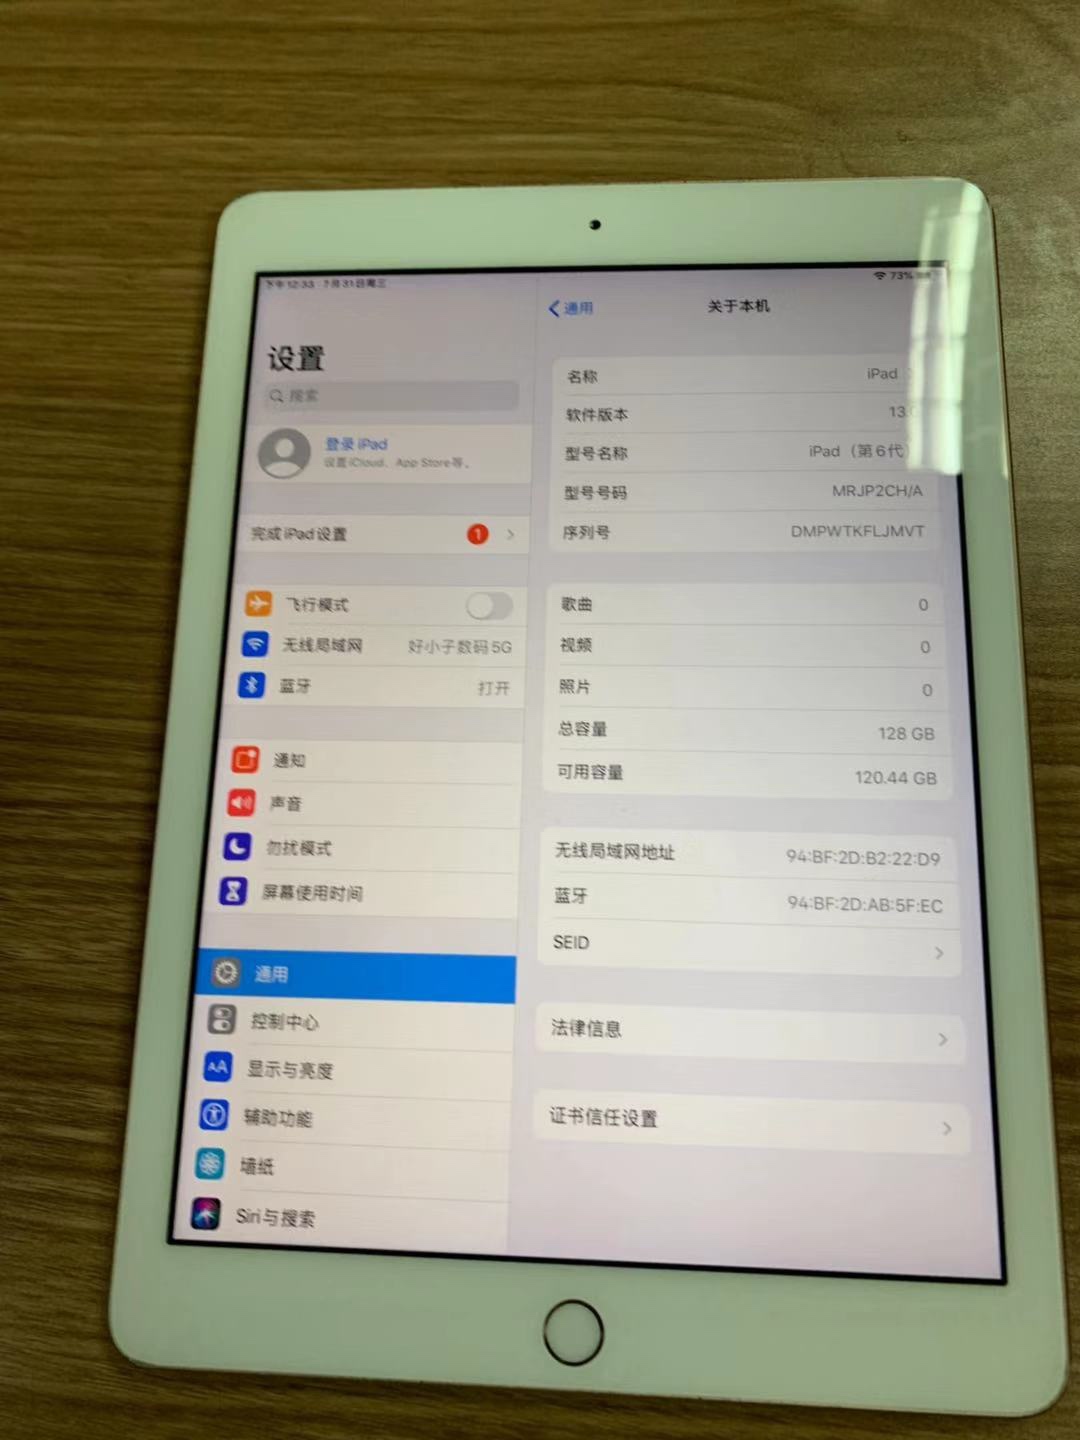 下午12:33 7月31日周三
73%
设置
搜索
登录 iPad
设置 iCloud、App Store等。
完成 iPad 设置
1
飞行模式
无线局域网 好小子数码 5G
蓝牙 打开
通知
声音
勿扰模式
屏幕使用时间
通用
控制中心
AA 显示与亮度
辅助功能
墙纸
Siri与搜索
通用
关于本机
名称 iPad
软件版本 13.
型号名称 iPad（第 6 代）
型号号码 MRJP2CH/A
序列号 DMPWTKFLJMVT
歌曲 0
视频 0
照片 0
总容量 128 GB
可用容量 120.44 GB
无线局域网地址 94:BF:2D:B2:22:D9
蓝牙 94:BF:2D:AB:5F:EC
SEID
法律信息
证书信任设置